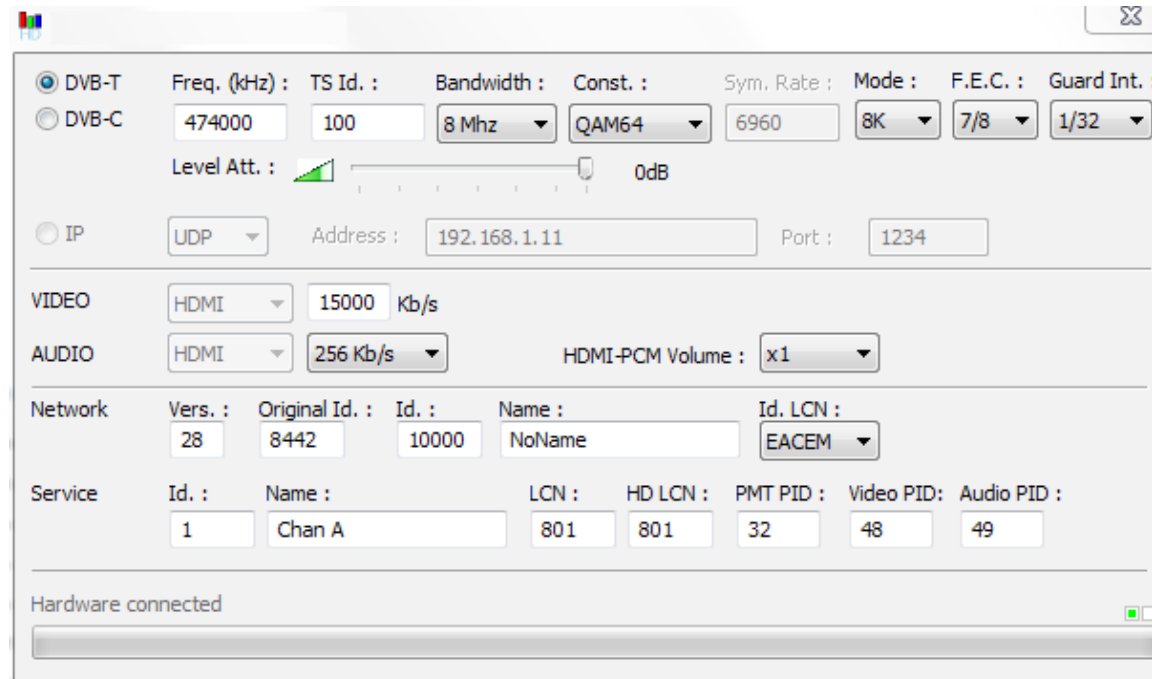 HD
DVB-T Freq. (kHz) : TS Id. : Bandwidth : Const. : Sym. Rate : Mode : F.E.C. : Guard Int. :
DVB-C 474000 100 8 Mhz QAM64 6960 8K 7/8 1/32
Level Att. : 0dB
IP UDP Address : 192.168.1.11 Port : 1234
VIDEO HDMI 15000 Kb/s
AUDIO HDMI 256 Kb/s HDMI-PCM Volume : x1
Network Vers. : Original Id. : Id. : Name : Id. LCN :
28 8442 10000 NoName EACEM
Service Id. : Name : LCN : HD LCN : PMT PID : Video PID: Audio PID :
1 Chan A 801 801 32 48 49
Hardware connected